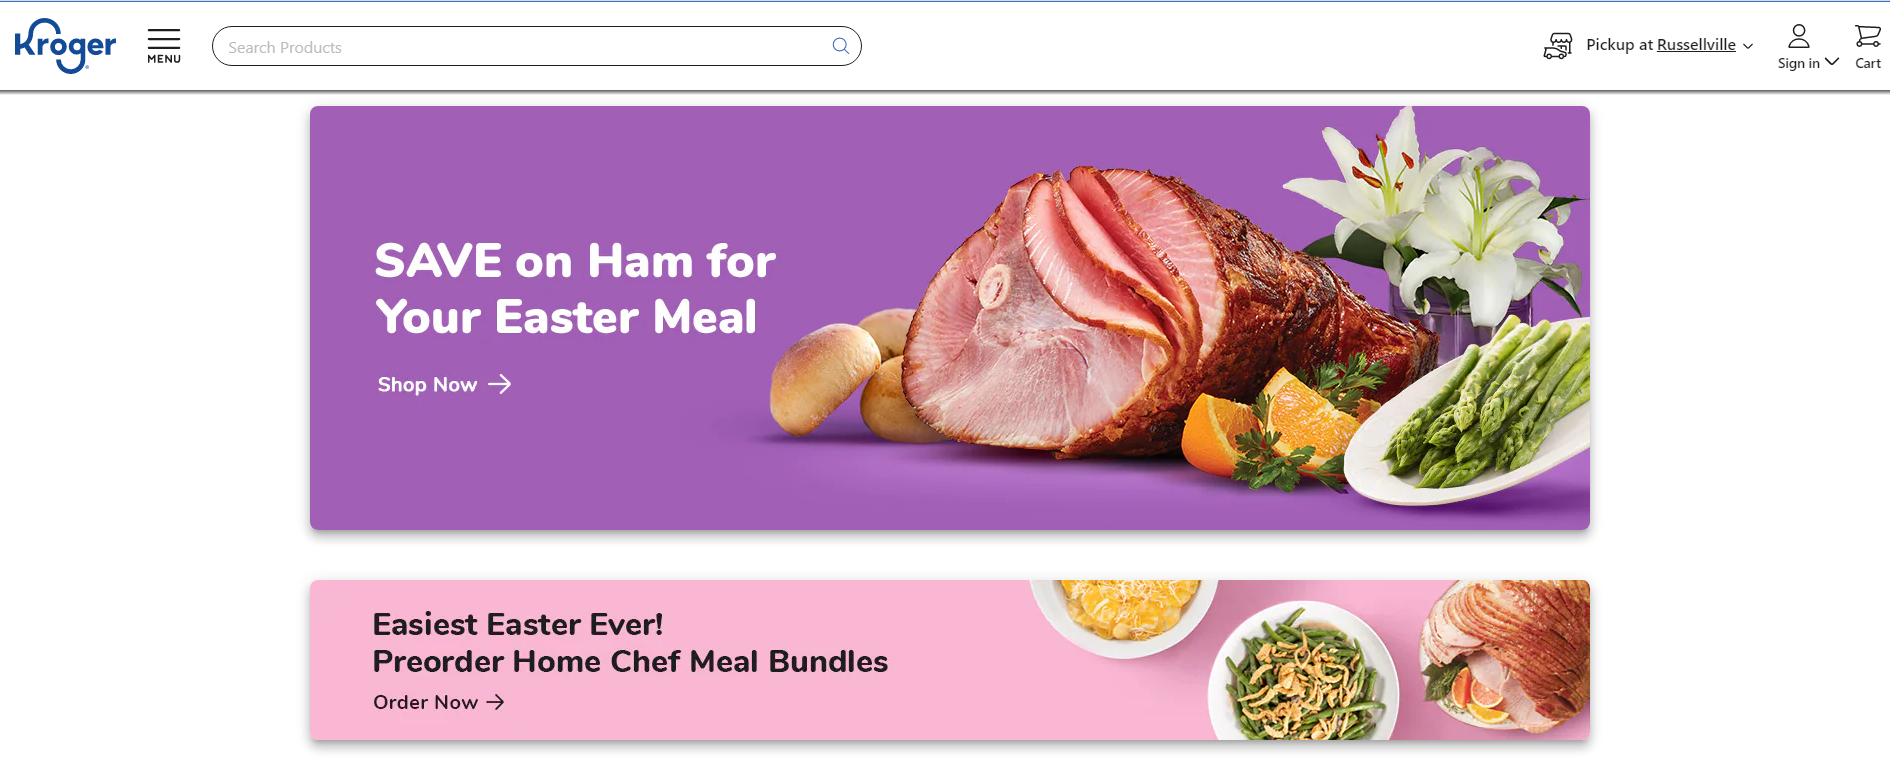 Kroger
MENU
Search Products
Pickup at Russellville
Sign in
Cart
SAVE on Ham for
Your Easter Meal
Shop Now
Easiest Easter Ever!
Preorder Home Chef Meal Bundles
Order Now